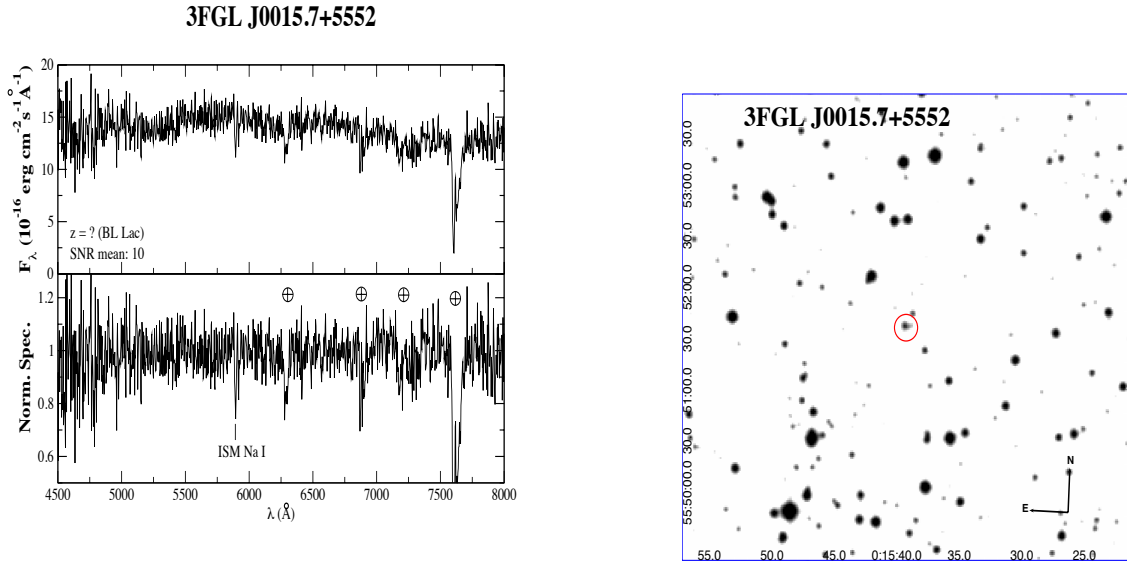 3FGL J0015.7+5552
20
15
10
5
0
F_λ (10^-16 erg cm^-2 s^-1 Å^-1)
z = ? (BL Lac)
SNR mean: 10
1.2
1
0.8
0.6
Norm. Spec.
⊕ ⊕ ⊕ ⊕
ISM Na I
4500 5000 5500 6000 6500 7000 7500 8000
λ (Å)
3FGL J0015.7+5552
30.0
53:00.0
30.0
52:00.0
30.0
51:00.0
30.0
55:50:00.0
N
E
55.0 50.0 45.0 0:15:40.0 35.0 30.0 25.0